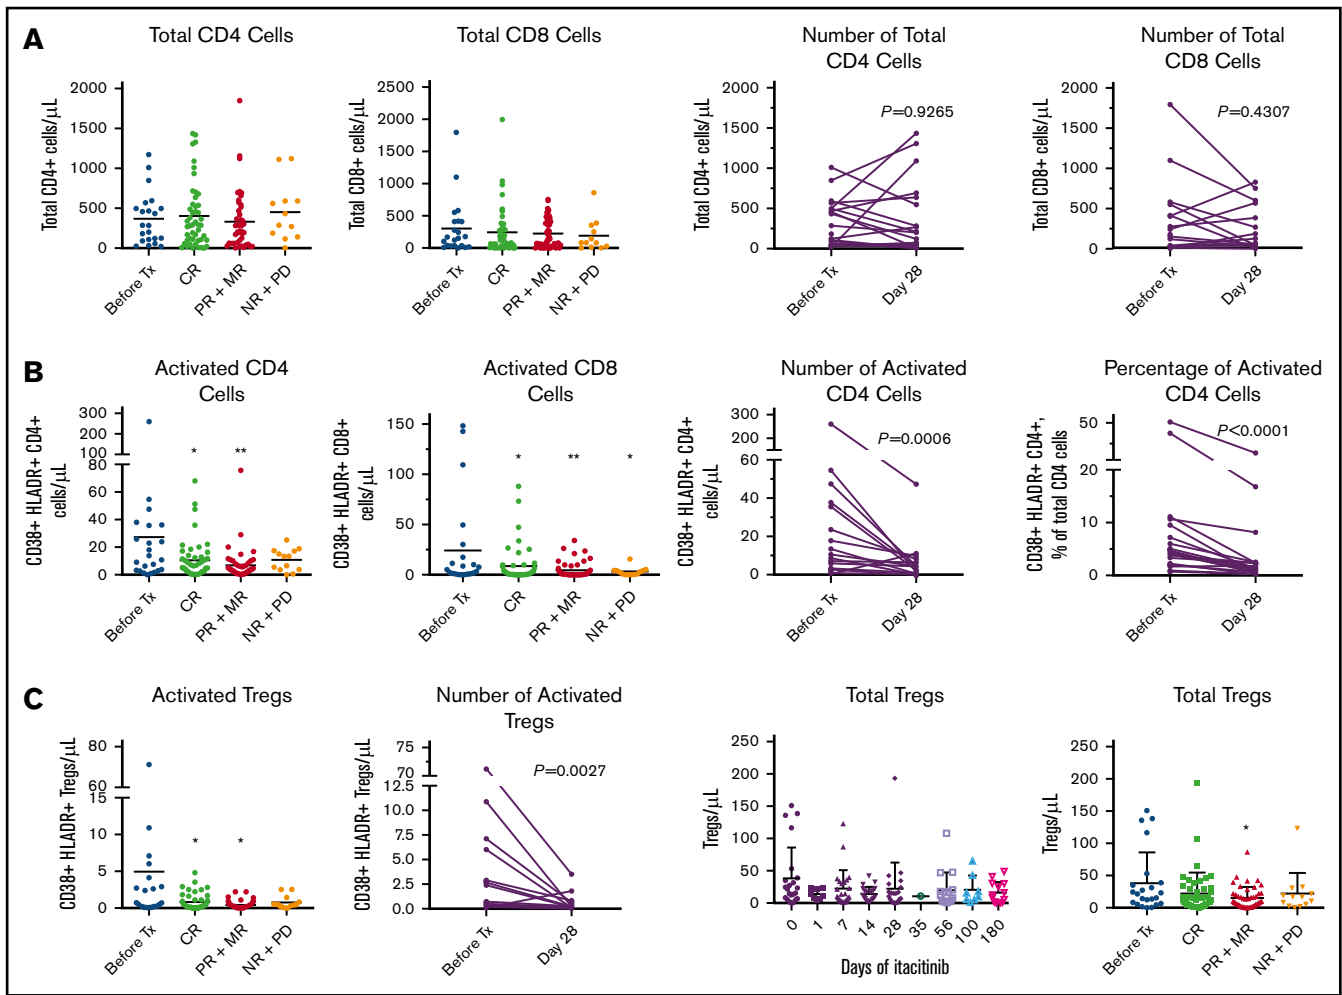 A
Total CD4 Cells
Total CD4+ cells/µL
2000
1500
1000
500
0
Before Tx
CR
PR + MR
NR + PD
Total CD8 Cells
Total CD8+ cells/µL
2500
2000
1500
1000
500
0
Before Tx
CR
PR + MR
NR + PD
Number of Total
CD4 Cells
Total CD4+ cells/µL
2000
1500
1000
500
0
P=0.9265
Before Tx
Day 28
Number of Total
CD8 Cells
Total CD8+ cells/µL
2000
1500
1000
500
0
P=0.4307
Before Tx
Day 28
B
Activated CD4
Cells
CD38+ HLADR+ CD4+
cells/µL
300
200
100
80
60
40
20
0
*
**
Before Tx
CR
PR + MR
NR + PD
Activated CD8
Cells
CD38+ HLADR+ CD8+
cells/µL
150
100
50
25
0
*
**
*
Before Tx
CR
PR + MR
NR + PD
Number of Activated
CD4 Cells
CD38+ HLADR+ CD4+
cells/µL
300
200
60
40
20
0
P=0.0006
Before Tx
Day 28
Percentage of Activated
CD4 Cells
CD38+ HLADR+ CD4+,
% of total CD4 cells
50
20
10
0
P<0.0001
Before Tx
Day 28
C
Activated Tregs
CD38+ HLADR+ Tregs/µL
80
60
15
10
5
0
*
*
Before Tx
CR
PR + MR
NR + PD
Number of Activated
Tregs
CD38+ HLADR+ Tregs/µL
75
70
12.5
10.0
7.5
5.0
2.5
0.0
P=0.0027
Before Tx
Day 28
Total Tregs
Tregs/µL
250
200
150
100
50
0
0
1
7
14
28
35
56
100
180
Days of itacitinib
Total Tregs
Tregs/µL
250
200
150
100
50
0
*
Before Tx
CR
PR + MR
NR + PD